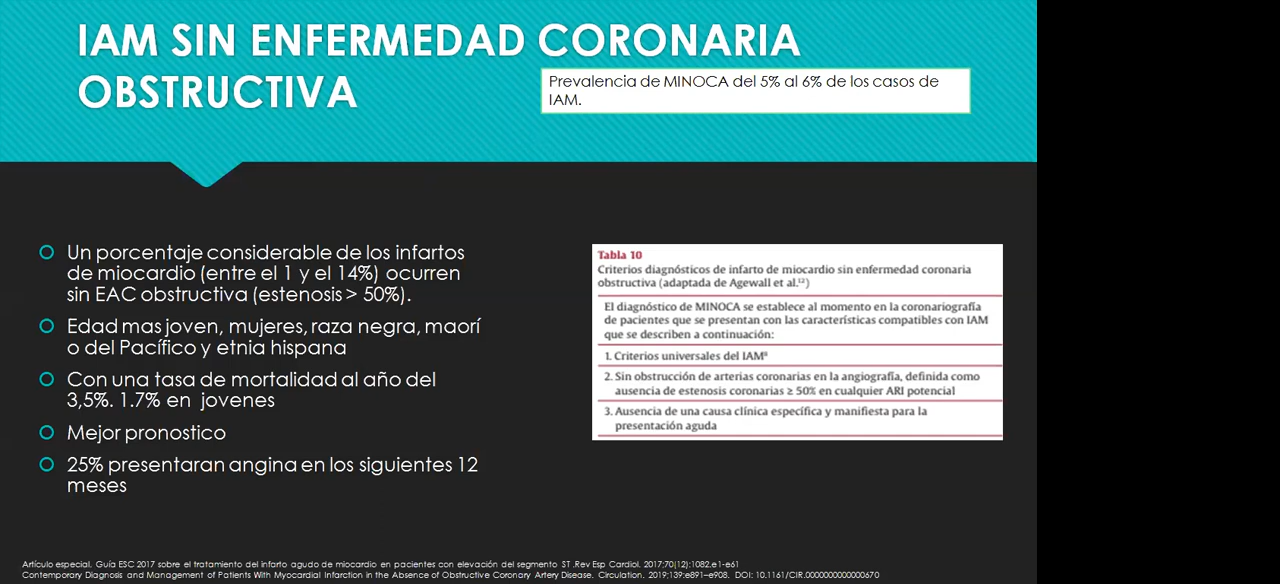 IAM SIN ENFERMEDAD CORONARIA
OBSTRUCTIVA
Prevalencia de MINOCA del 5% al 6% de los casos de
IAM.
Un porcentaje considerable de los infartos
de miocardio (entre el 1 y el 14%) ocurren
sin EAC obstructiva (estenosis > 50%).
Edad mas joven, mujeres, raza negra, maorí
o del Pacífico y etnia hispana
Con una tasa de mortalidad al año del
3,5%. 1.7% en jovenes
Mejor pronostico
25% presentaran angina en los siguientes 12
meses
Tabla 10
Criterios diagnósticos de infarto de miocardio sin enfermedad coronaria
obstructiva (adaptada de Agewall et al.¹²)
El diagnóstico de MINOCA se establece al momento en la coronariografía
de pacientes que se presentan con las características compatibles con IAM
que se describen a continuación:
1. Criterios universales del IAM⁸
2. Sin obstrucción de arterias coronarias en la angiografía, definida como
ausencia de estenosis coronarias ≥ 50% en cualquier ARI potencial
3. Ausencia de una causa clínica específica y manifiesta para la
presentación aguda
Artículo especial. Guía ESC 2017 sobre el tratamiento del infarto agudo de miocardio en pacientes con elevación del segmento ST .Rev Esp Cardiol. 2017;70(12):1082.e1-e61
Contemporary Diagnosis and Management of Patients With Myocardial Infarction in the Absence of Obstructive Coronary Artery Disease. Circulation. 2019;139:e891–e908. DOI: 10.1161/CIR.0000000000000670